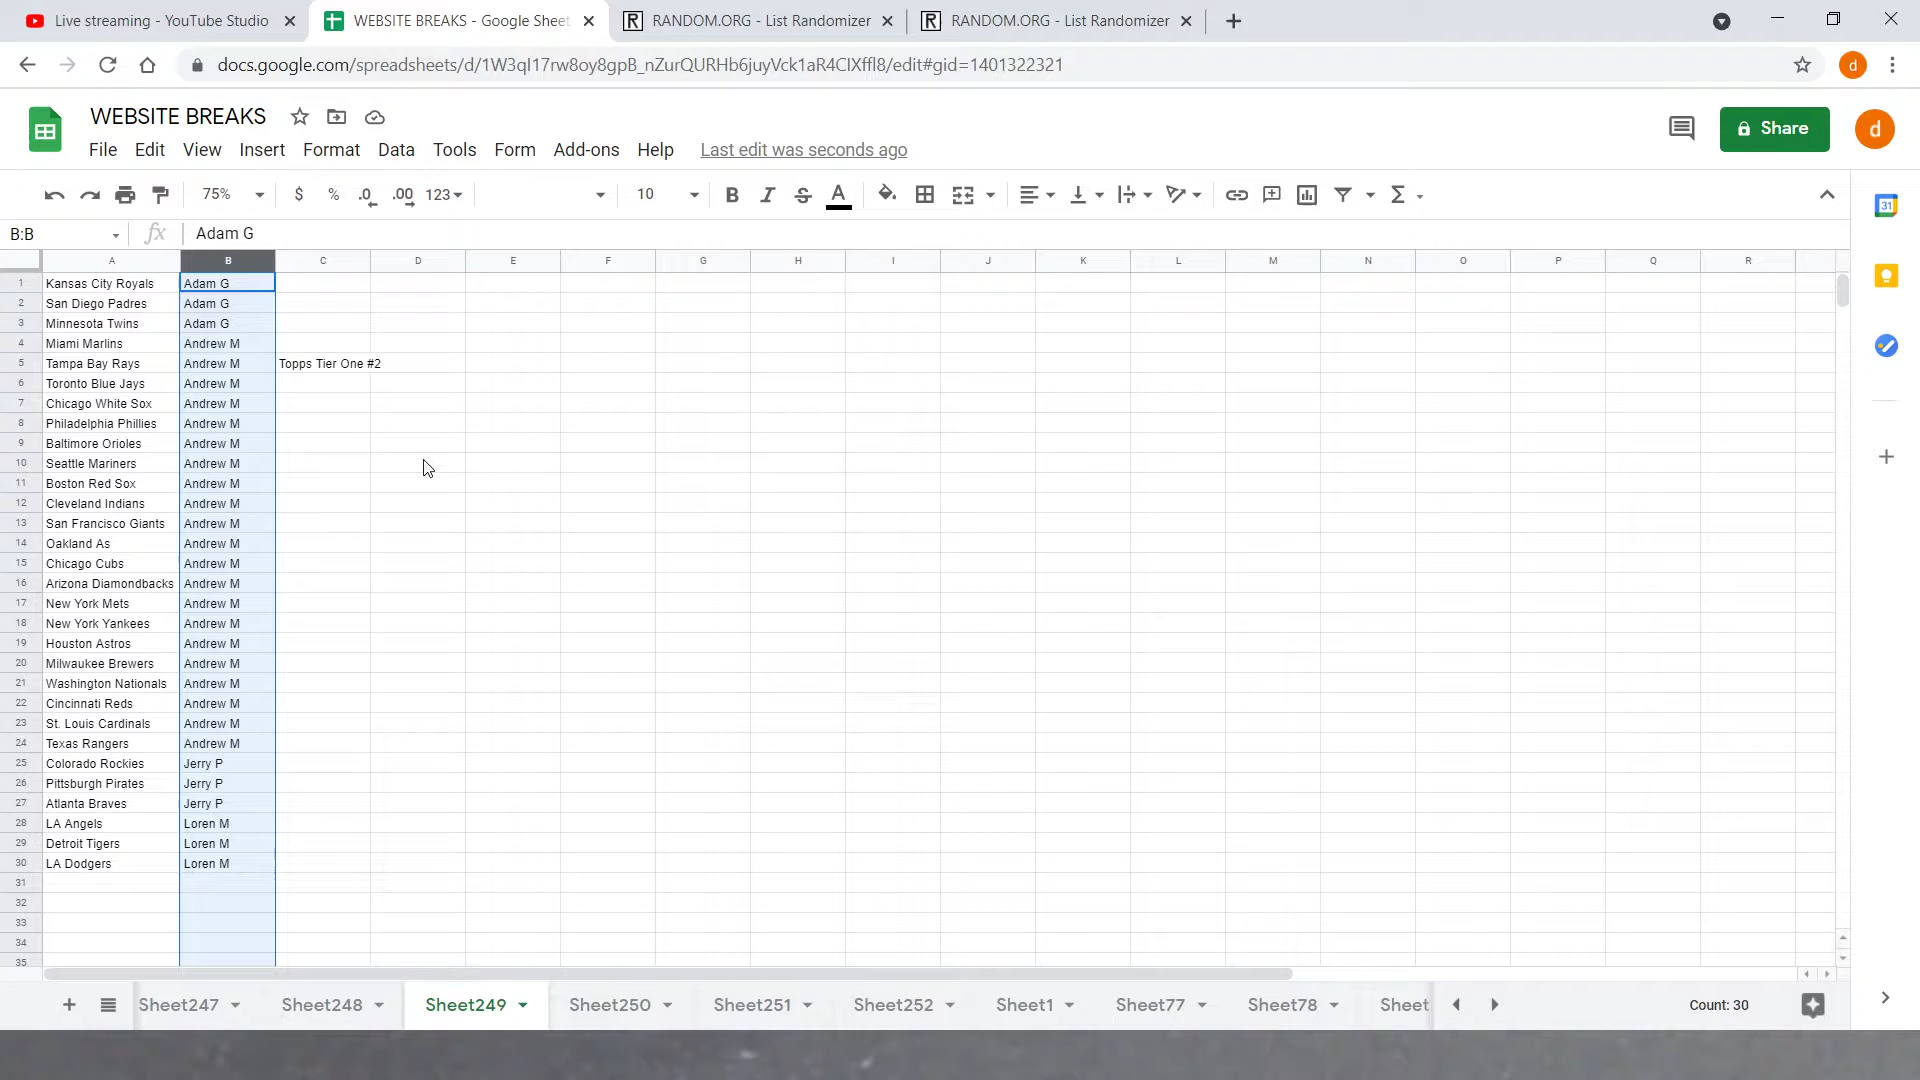 Live streaming - YouTube Studio
WEBSITE BREAKS - Google Sheet
RANDOM.ORG - List Randomizer
RANDOM.ORG - List Randomizer
docs.google.com/spreadsheets/d/1W3qI17rw8oy8gpB_nZurQURHb6juyVck1aR4CIXffl8/edit#gid=1401322321
d
WEBSITE BREAKS
File Edit View Insert Format Data Tools Form Add-ons Help Last edit was seconds ago
Share
d
75% $ % .0 .00 123 10 B I S A
31
B:B fx Adam G
A B C D E F G H I J K L M N O P Q R
1 Kansas City Royals Adam G
2 San Diego Padres Adam G
3 Minnesota Twins Adam G
4 Miami Marlins Andrew M
5 Tampa Bay Rays Andrew M Topps Tier One #2
6 Toronto Blue Jays Andrew M
7 Chicago White Sox Andrew M
8 Philadelphia Phillies Andrew M
9 Baltimore Orioles Andrew M
10 Seattle Mariners Andrew M
11 Boston Red Sox Andrew M
12 Cleveland Indians Andrew M
13 San Francisco Giants Andrew M
14 Oakland As Andrew M
15 Chicago Cubs Andrew M
16 Arizona Diamondbacks Andrew M
17 New York Mets Andrew M
18 New York Yankees Andrew M
19 Houston Astros Andrew M
20 Milwaukee Brewers Andrew M
21 Washington Nationals Andrew M
22 Cincinnati Reds Andrew M
23 St. Louis Cardinals Andrew M
24 Texas Rangers Andrew M
25 Colorado Rockies Jerry P
26 Pittsburgh Pirates Jerry P
27 Atlanta Braves Jerry P
28 LA Angels Loren M
29 Detroit Tigers Loren M
30 LA Dodgers Loren M
31
32
33
34
35
Sheet247 Sheet248 Sheet249 Sheet250 Sheet251 Sheet252 Sheet1 Sheet77 Sheet78 Sheet
Count: 30